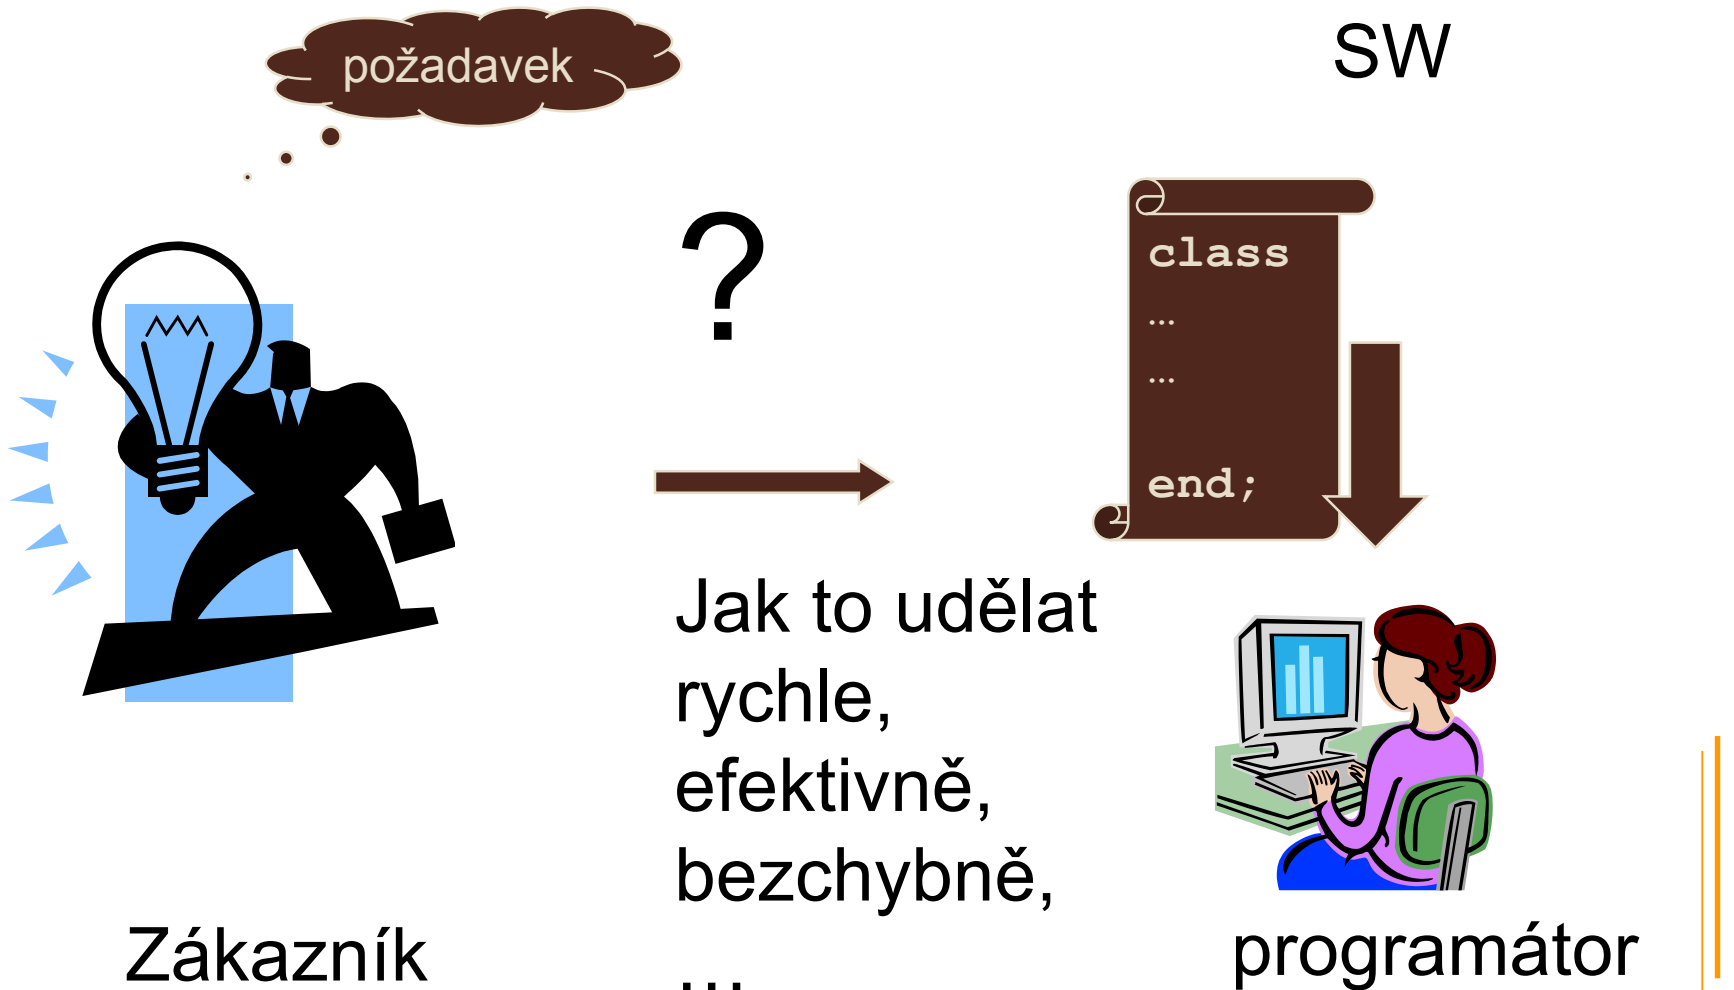 požadavek
SW
?
class
…
…
end;
Jak to udělat
rychle,
efektivně,
bezchybně,
…
Zákazník
programátor